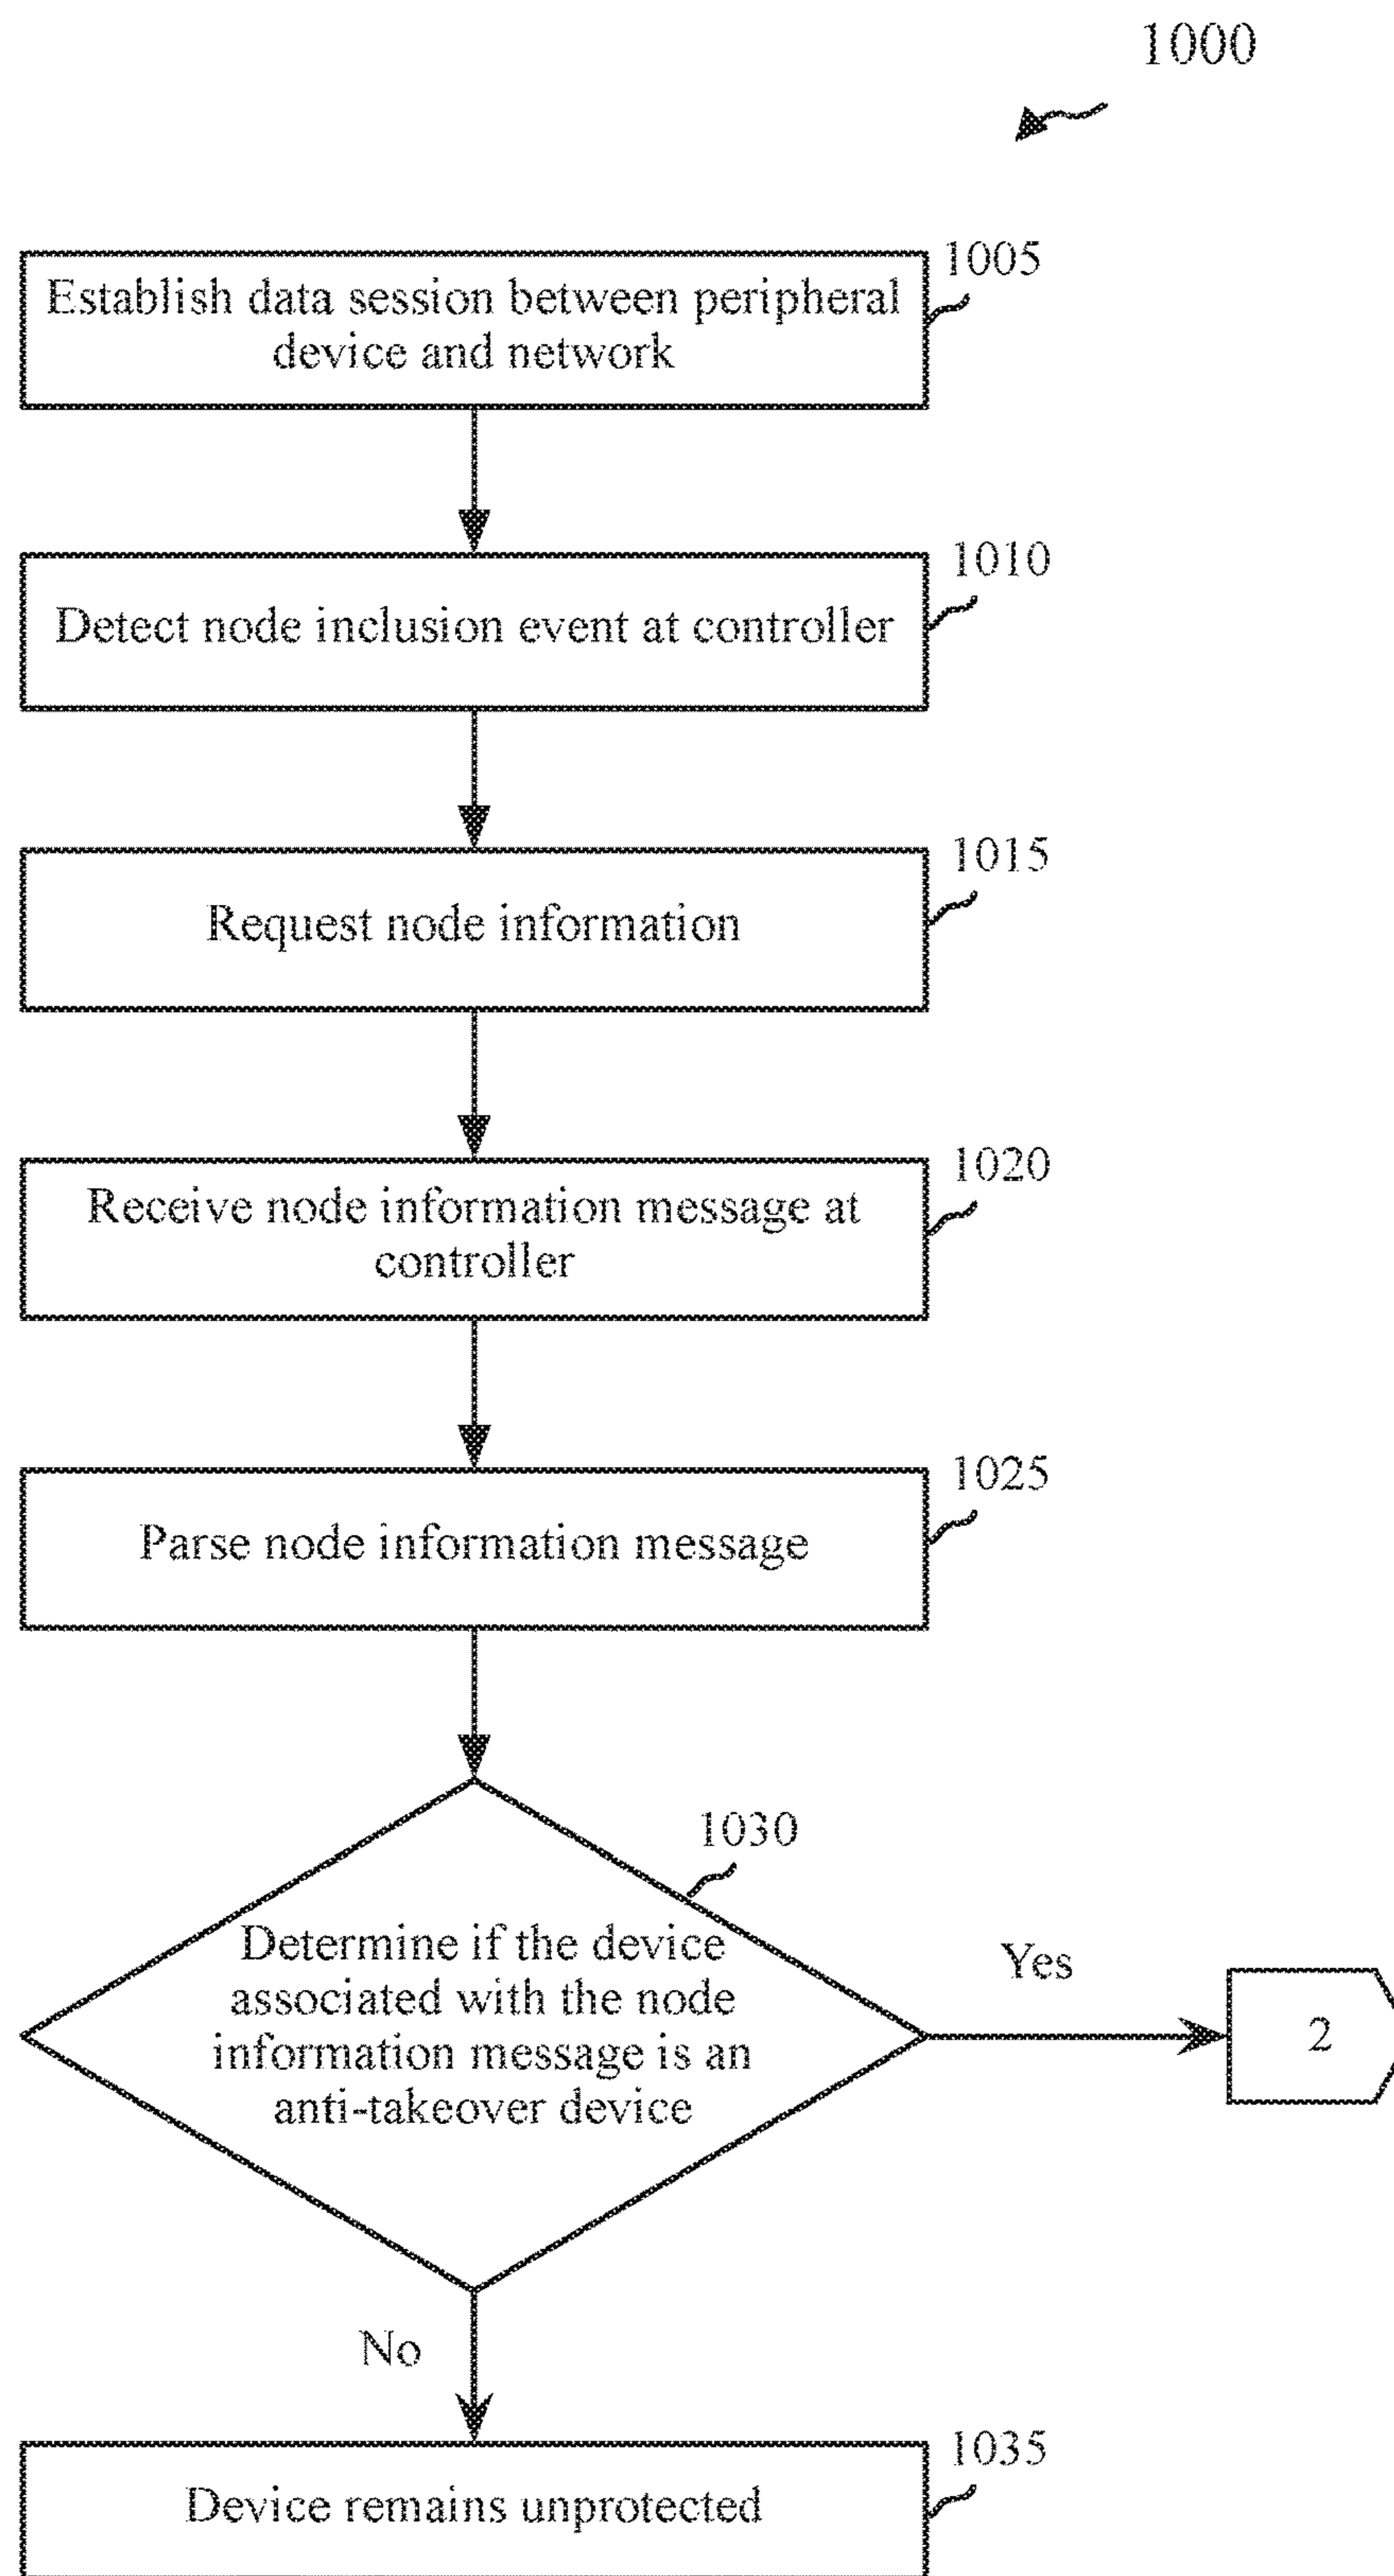 1000
1005
Establish data session between peripheral
device and network
1010
Detect node inclusion event at controller
1015
Request node information
1020
Receive node information message at
controller
1025
Parse node information message
1030
Determine if the device
associated with the node
information message is an
anti-takeover device
Yes
2
No
1035
Device remains unprotected